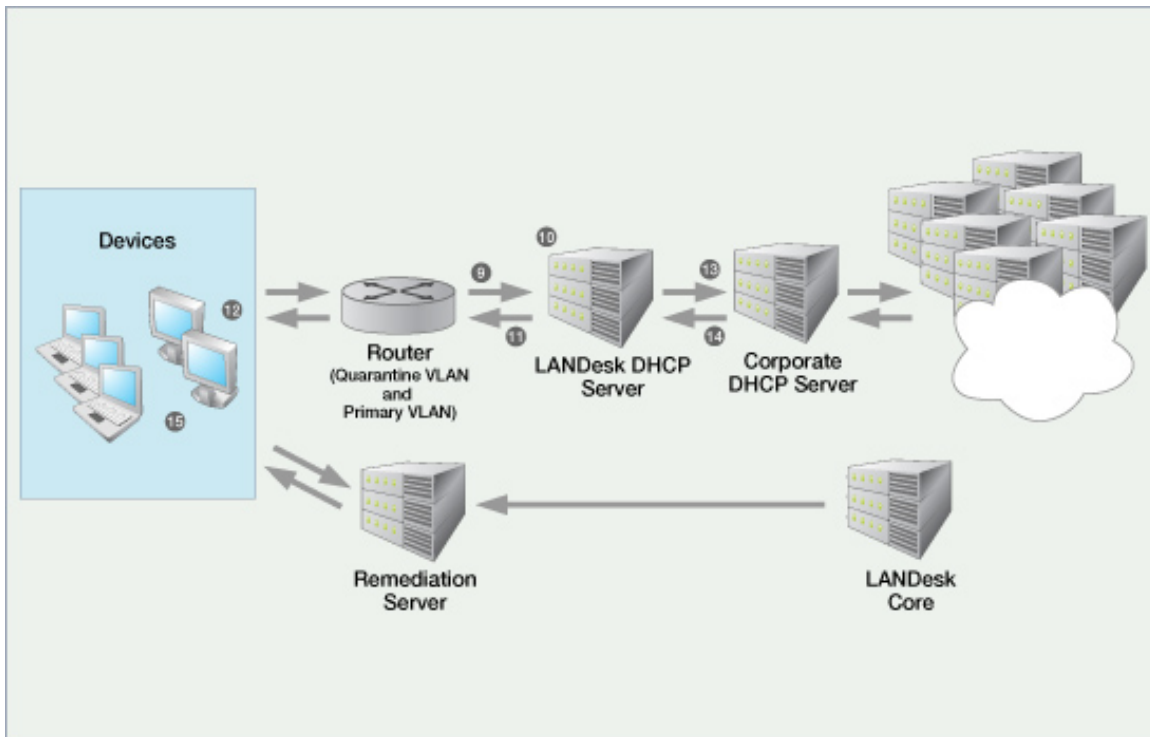 Devices
12
15
Router
(Quarantine VLAN
and
Primary VLAN)
9
11
10
LANDesk DHCP
Server
13
14
Corporate
DHCP Server
Remediation
Server
LANDesk
Core